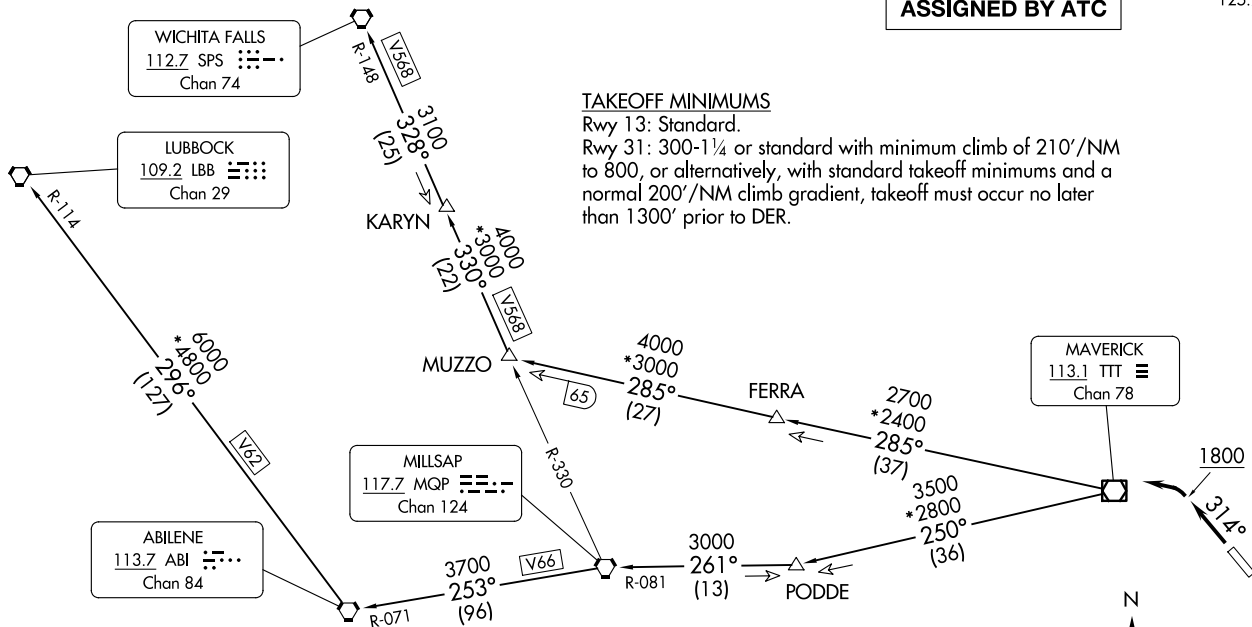 ASSIGNED BY ATC
125.
WICHITA FALLS
112.7 SPS
Chan 74
R-148
V568
3100
328°
(25)
TAKEOFF MINIMUMS
Rwy 13: Standard.
Rwy 31: 300-1¼ or standard with minimum climb of 210'/NM
to 800, or alternatively, with standard takeoff minimums and a
normal 200'/NM climb gradient, takeoff must occur no later
than 1300' prior to DER.
LUBBOCK
109.2 LBB
Chan 29
R-114
KARYN
4000
*3000
330°
(22)
V568
6000
*4800
296°
(127)
V62
MUZZO
65
4000
*3000
285°
(27)
FERRA
2700
*2400
285°
(37)
MAVERICK
113.1 TTT
Chan 78
1800
314°
R-330
MILLSAP
117.7 MQP
Chan 124
3500
*2800
250°
(36)
ABILENE
113.7 ABI
Chan 84
R-071
3700
253°
(96)
V66
R-081
3000
261°
(13)
PODDE
N